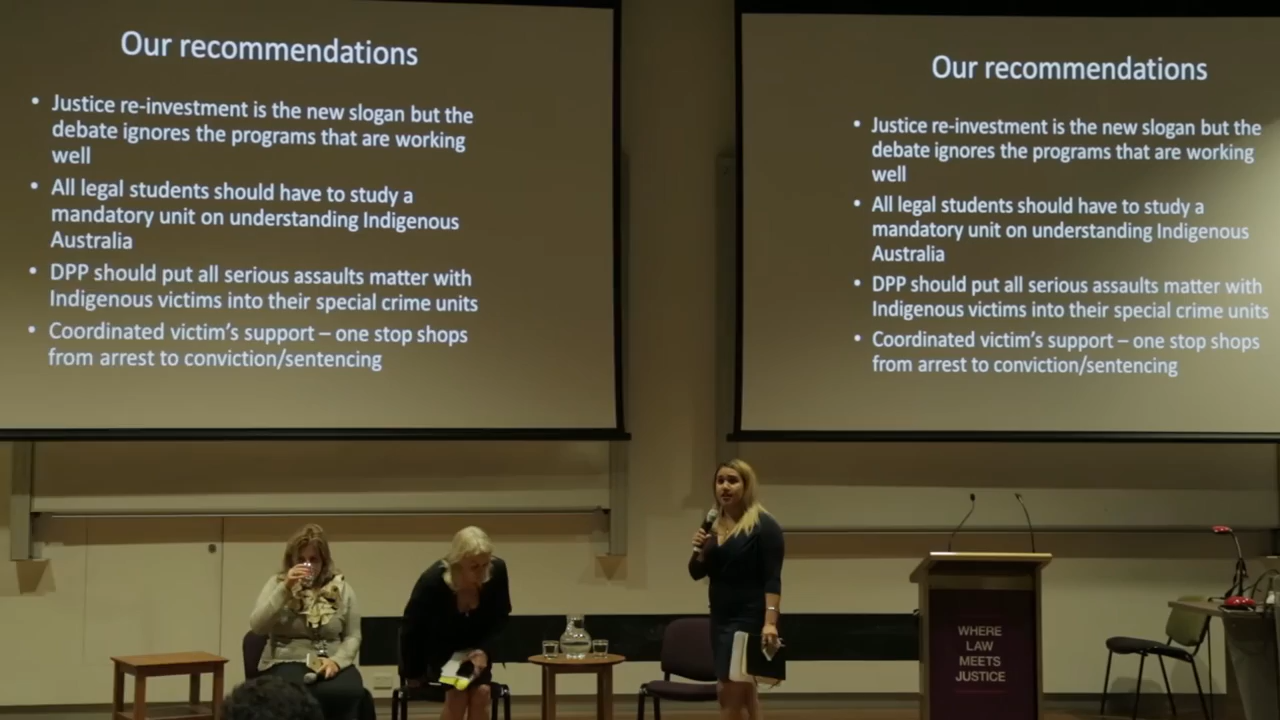 Our recommendations
• Justice re-investment is the new slogan but the
debate ignores the programs that are working
well
• All legal students should have to study a
mandatory unit on understanding Indigenous
Australia
• DPP should put all serious assaults matter with
Indigenous victims into their special crime units
• Coordinated victim's support – one stop shops
from arrest to conviction/sentencing
Our recommendations
• Justice re-investment is the new slogan but the
debate ignores the programs that are working
well
• All legal students should have to study a
mandatory unit on understanding Indigenous
Australia
• DPP should put all serious assaults matter with
Indigenous victims into their special crime units
• Coordinated victim's support – one stop shops
from arrest to conviction/sentencing
WHERE
LAW
MEETS
JUSTICE